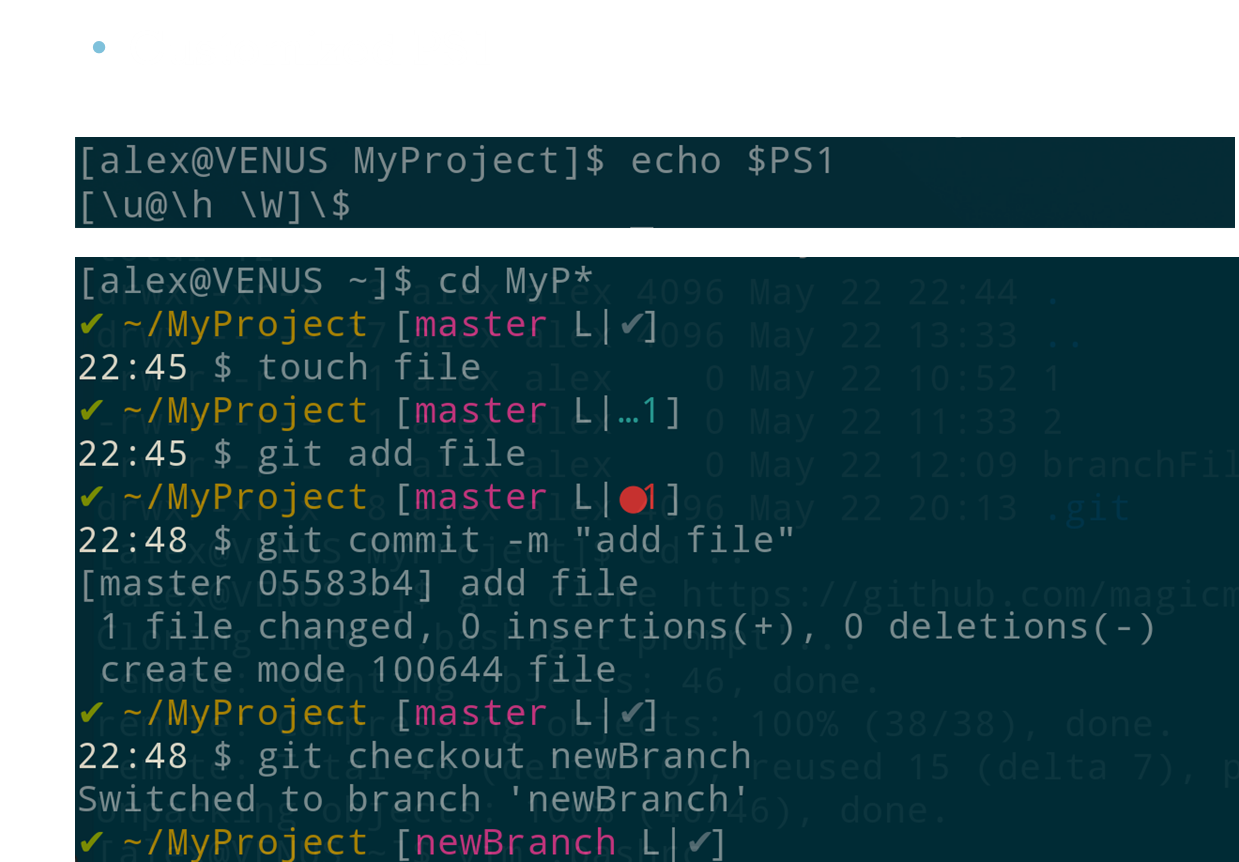 [alex@VENUS MyProject]$ echo $PS1
[\u@\h \W]\$
[alex@VENUS ~]$ cd MyP*
✔ ~/MyProject [master L|✔]
22:45 $ touch file
✔ ~/MyProject [master L|…1]
22:45 $ git add file
✔ ~/MyProject [master L|●1]
22:48 $ git commit -m "add file"
[master 05583b4] add file
 1 file changed, 0 insertions(+), 0 deletions(-)
 create mode 100644 file
✔ ~/MyProject [master L|✔]
22:48 $ git checkout newBranch
Switched to branch 'newBranch'
✔ ~/MyProject [newBranch L|✔]